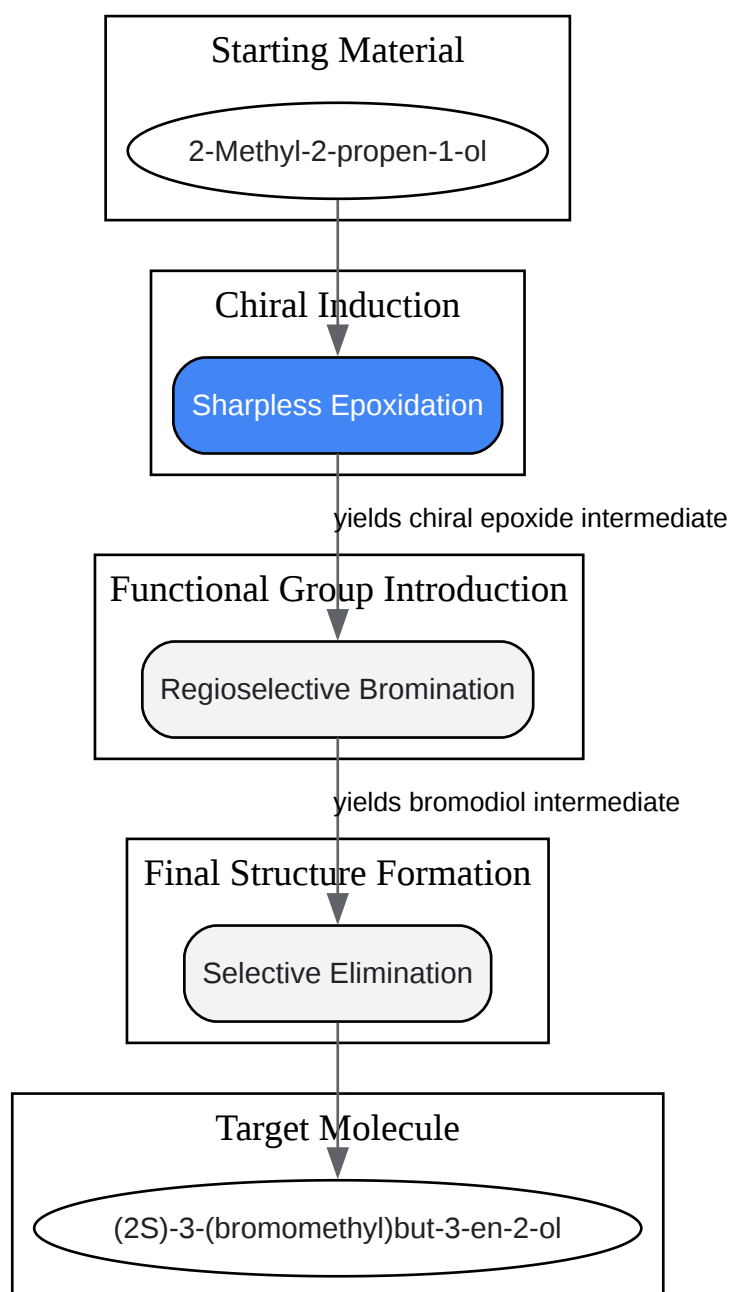 Starting Material
2-Methyl-2-propen-1-ol
Chiral Induction
Sharpless Epoxidation
yields chiral epoxide intermediate
Functional Group Introduction
Regioselective Bromination
yields bromodiol intermediate
Final Structure Formation
Selective Elimination
Target Molecule
(2S)-3-(bromomethyl)but-3-en-2-ol